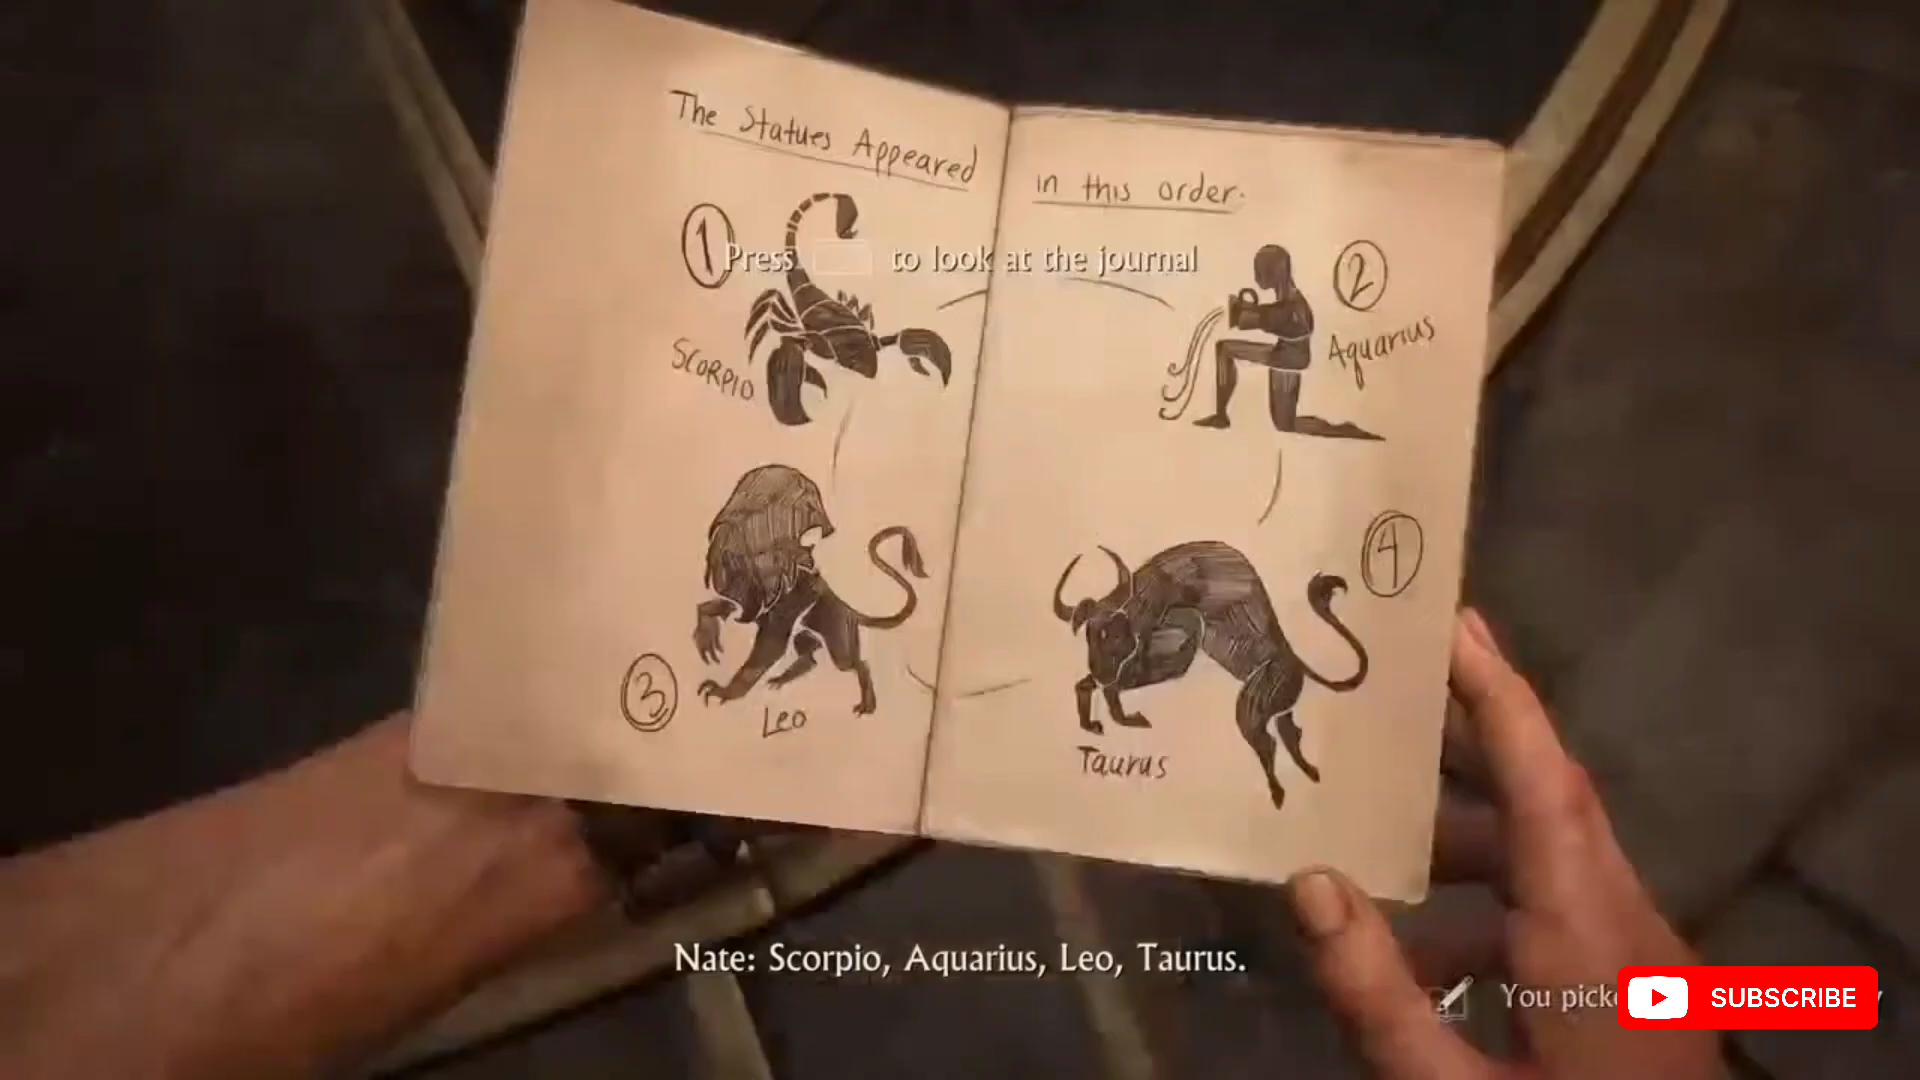 The Statues Appeared
in this order.
1
Press to look at the journal
2
Scorpio
Aquarius
3
Leo
4
Taurus
Nate: Scorpio, Aquarius, Leo, Taurus.
You
SUBSCRIBE